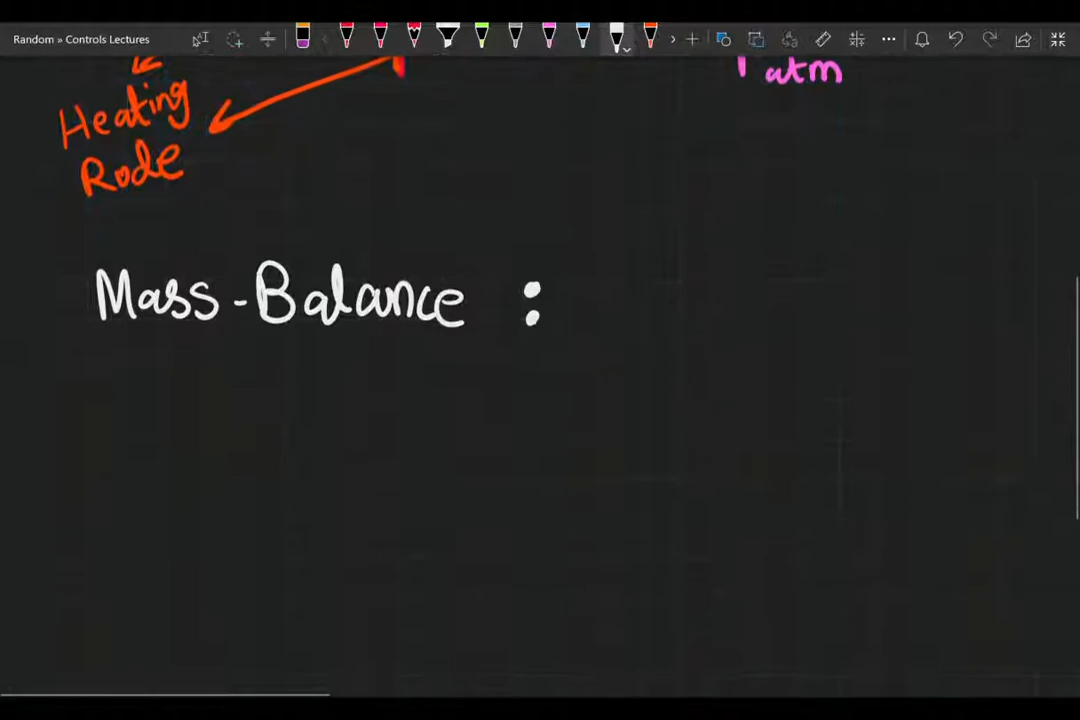 Random » Controls Lectures
atm
Heating
Rode
Mass-Balance :